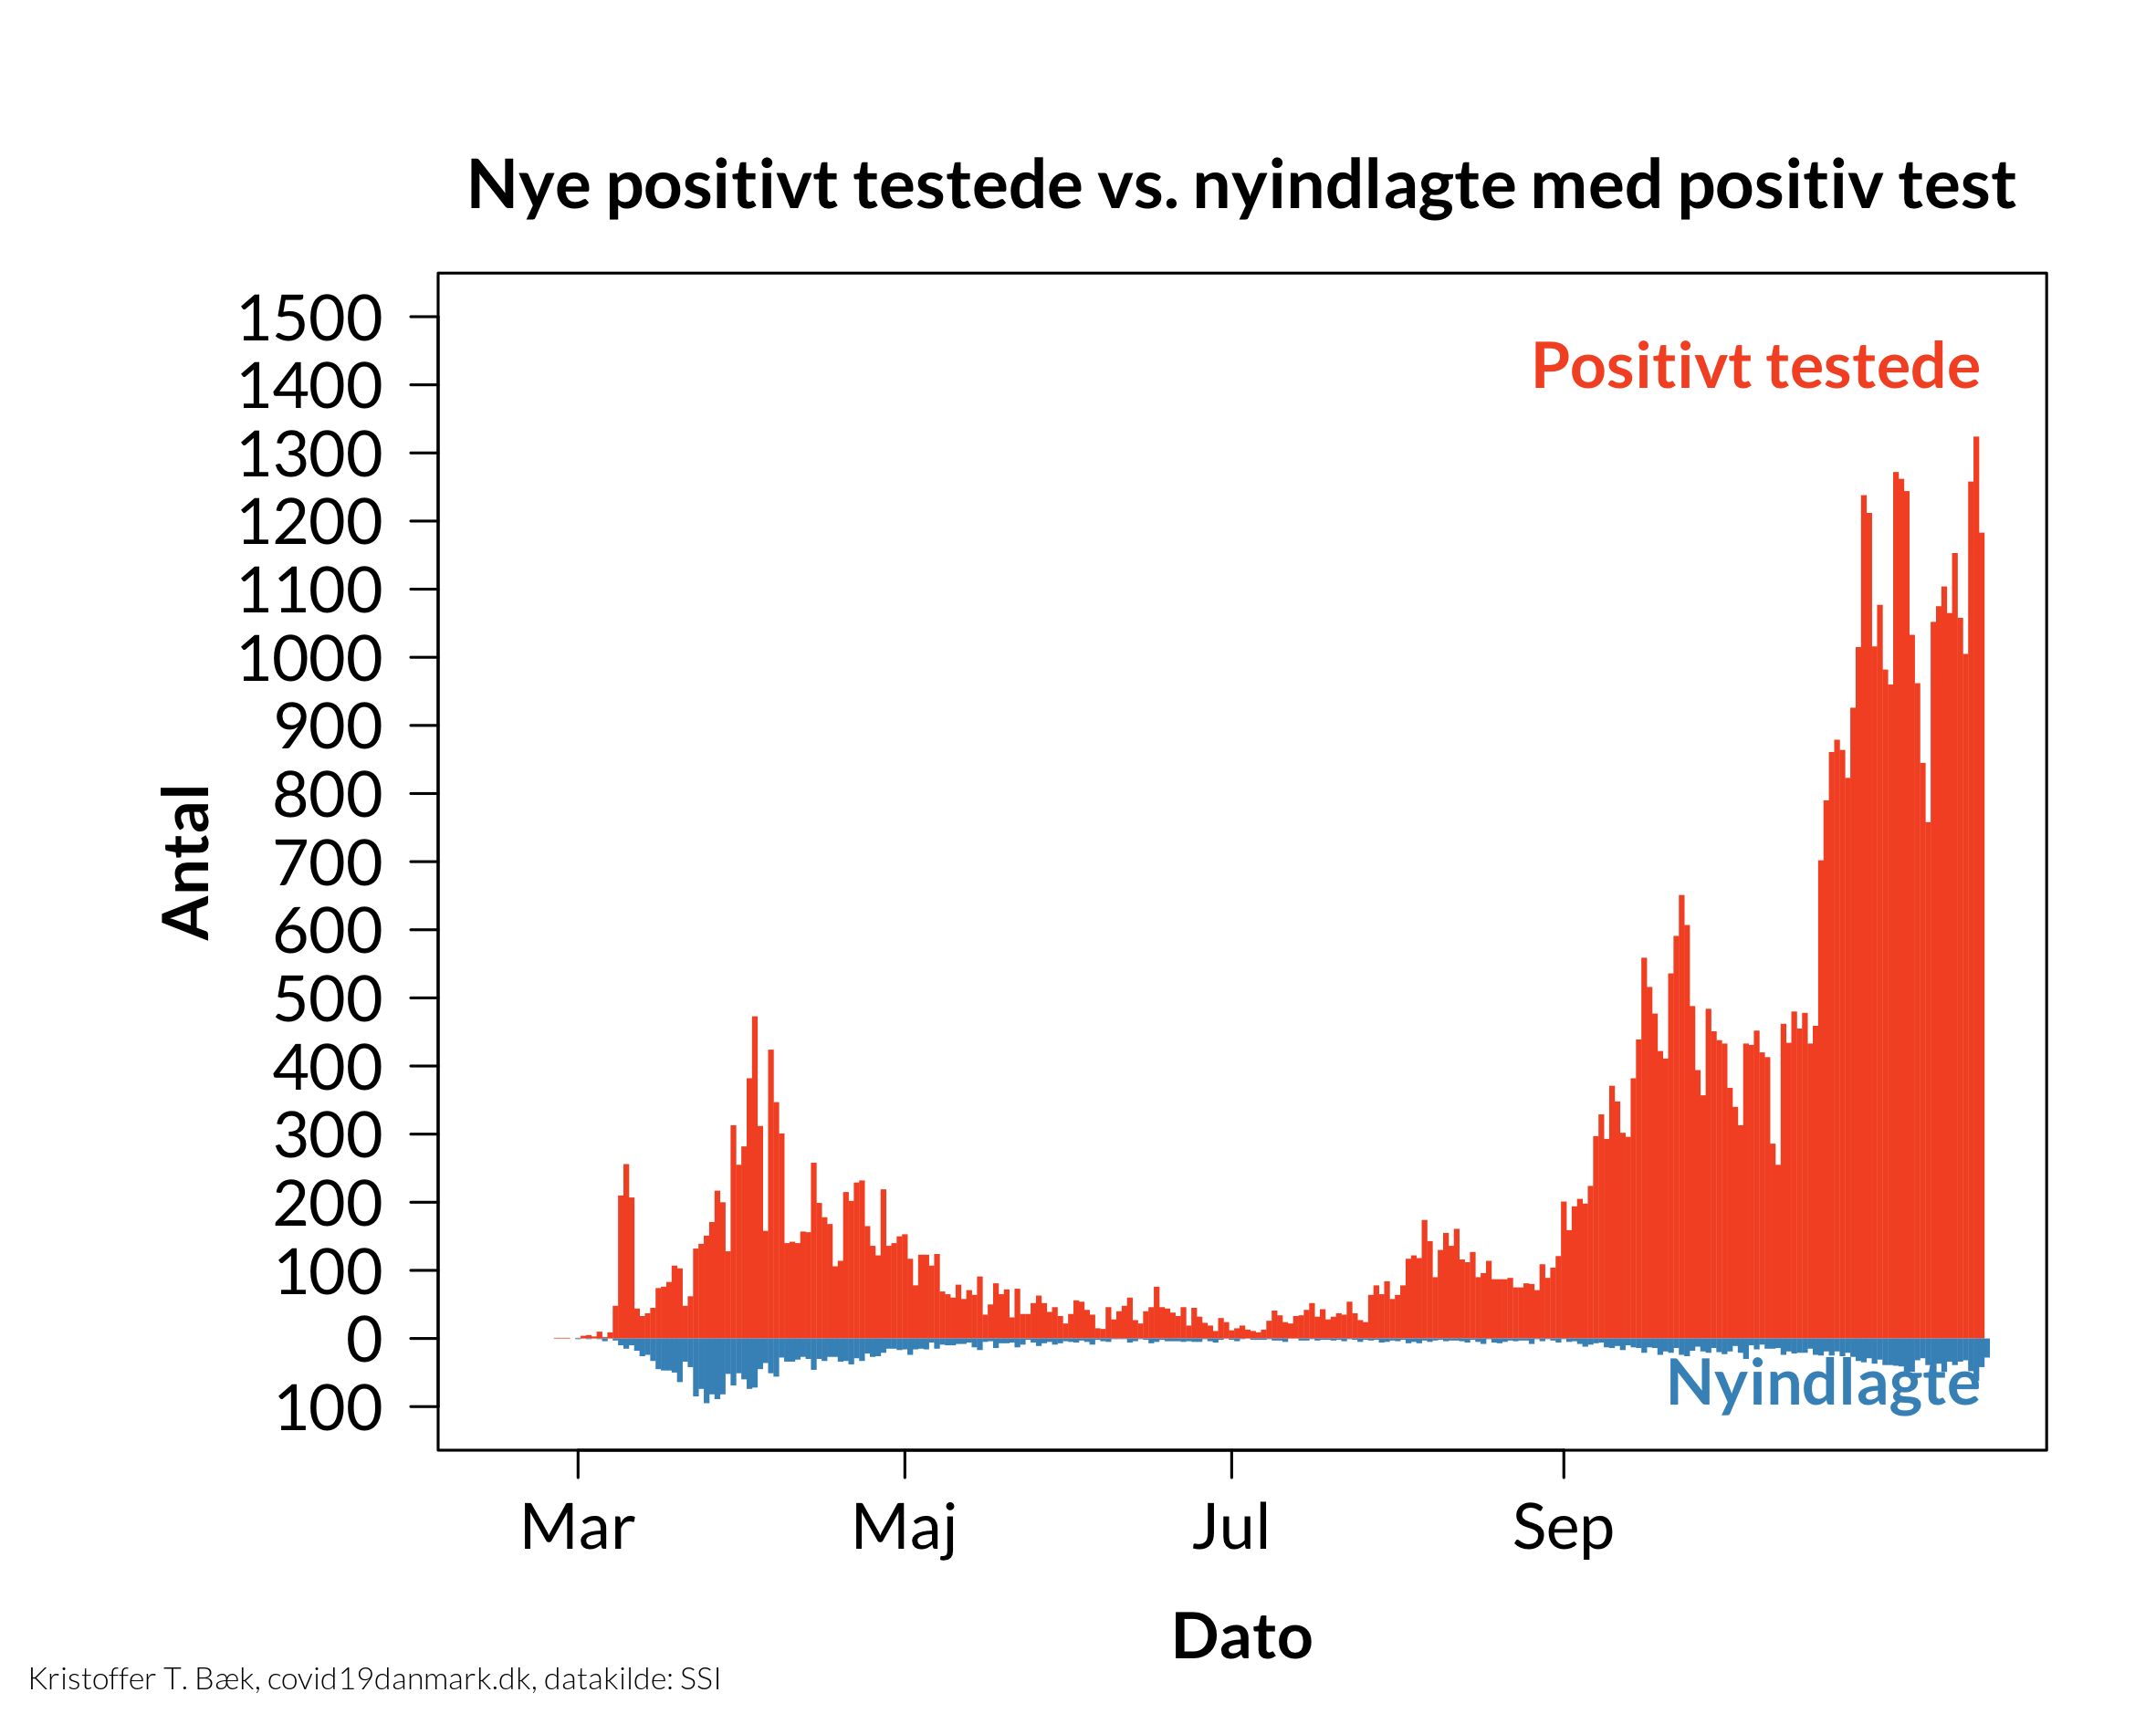 Nye positivt testede vs. nyindlagte med positiv test
Positivt testede
1500
1400
1300
1200
1100
1000
900
800
700
600
500
400
300
200
100
0
100
Antal
Nyindlagte
Mar Maj Jul Sep
Dato
Kristoffer T. Bæk, covid19danmark.dk, datakilde: SSI